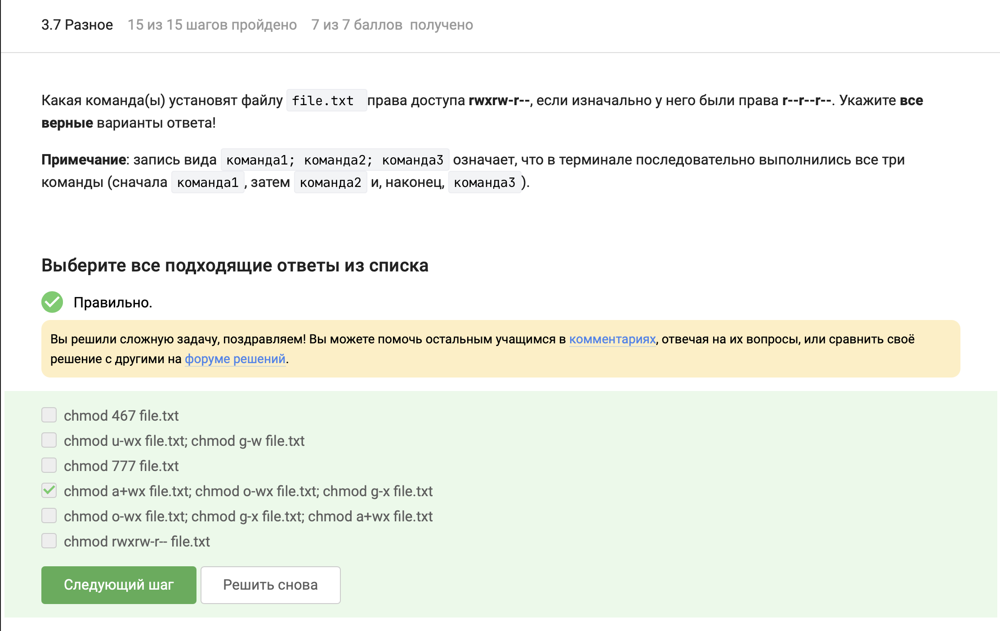 3.7 Разное 15 из 15 шагов пройдено 7 из 7 баллов получено
Какая команда(ы) установят файлу file.txt права доступа rwxrw-r--, если изначально у него были права r--r--r--. Укажите все
верные варианты ответа!
Примечание: запись вида команда1; команда2; команда3 означает, что в терминале последовательно выполнились все три
команды (сначала команда1, затем команда2 и, наконец, команда3).
Выберите все подходящие ответы из списка
Правильно.
Вы решили сложную задачу, поздравляем! Вы можете помочь остальным учащимся в комментариях, отвечая на их вопросы, или сравнить своё
решение с другими на форуме решений.
chmod 467 file.txt
chmod u-wx file.txt; chmod g-w file.txt
chmod 777 file.txt
chmod a+wx file.txt; chmod o-wx file.txt; chmod g-x file.txt
chmod o-wx file.txt; chmod g-x file.txt; chmod a+wx file.txt
chmod rwxrw-r-- file.txt
Следующий шаг Решить снова